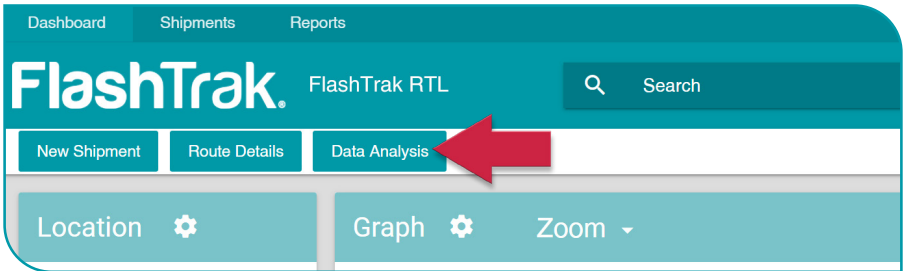 Dashboard Shipments Reports
FlashTrak. FlashTrak RTL Search
New Shipment Route Details Data Analysis
Location Graph Zoom